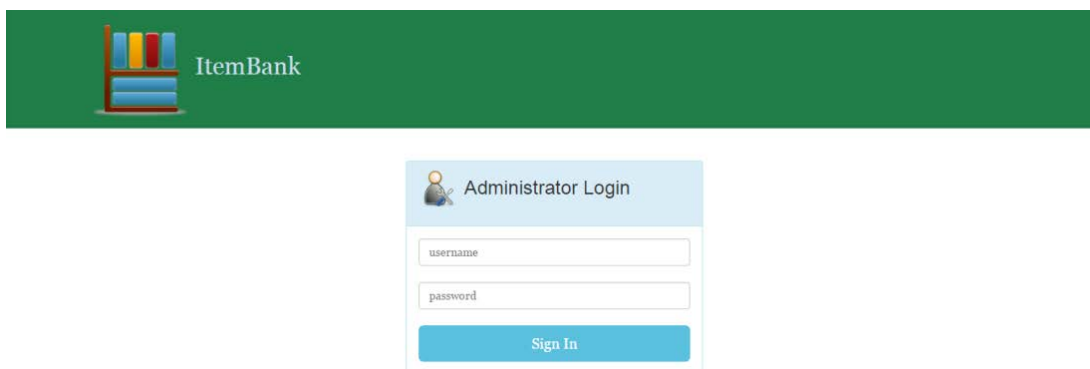 ItemBank
Administrator Login
username
password
Sign In